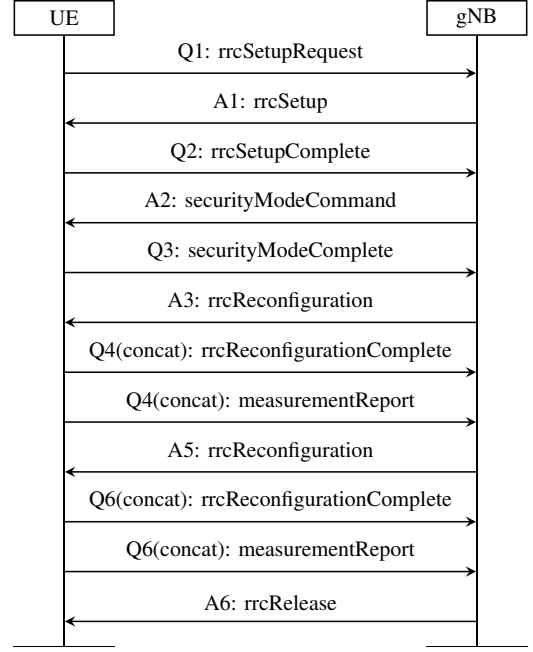 UE
gNB
Q1: rrcSetupRequest
A1: rrcSetup
Q2: rrcSetupComplete
A2: securityModeCommand
Q3: securityModeComplete
A3: rrcReconfiguration
Q4(concat): rrcReconfigurationComplete
Q4(concat): measurementReport
A5: rrcReconfiguration
Q6(concat): rrcReconfigurationComplete
Q6(concat): measurementReport
A6: rrcRelease